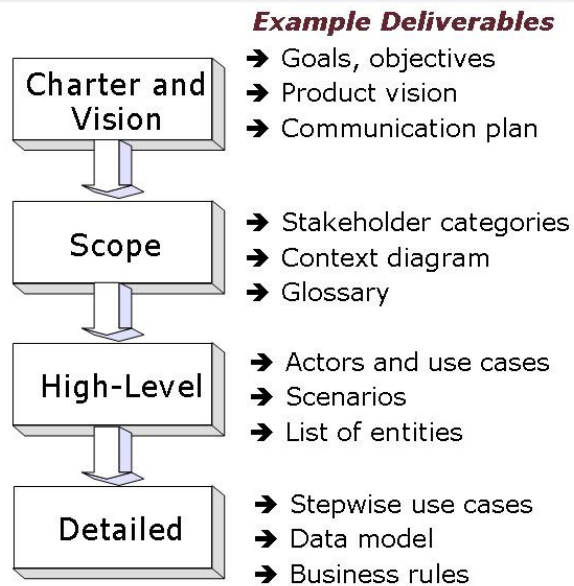 Example Deliverables
Charter and
Vision
➔ Goals, objectives
➔ Product vision
➔ Communication plan
Scope
➔ Stakeholder categories
➔ Context diagram
➔ Glossary
High-Level
➔ Actors and use cases
➔ Scenarios
➔ List of entities
Detailed
➔ Stepwise use cases
➔ Data model
➔ Business rules